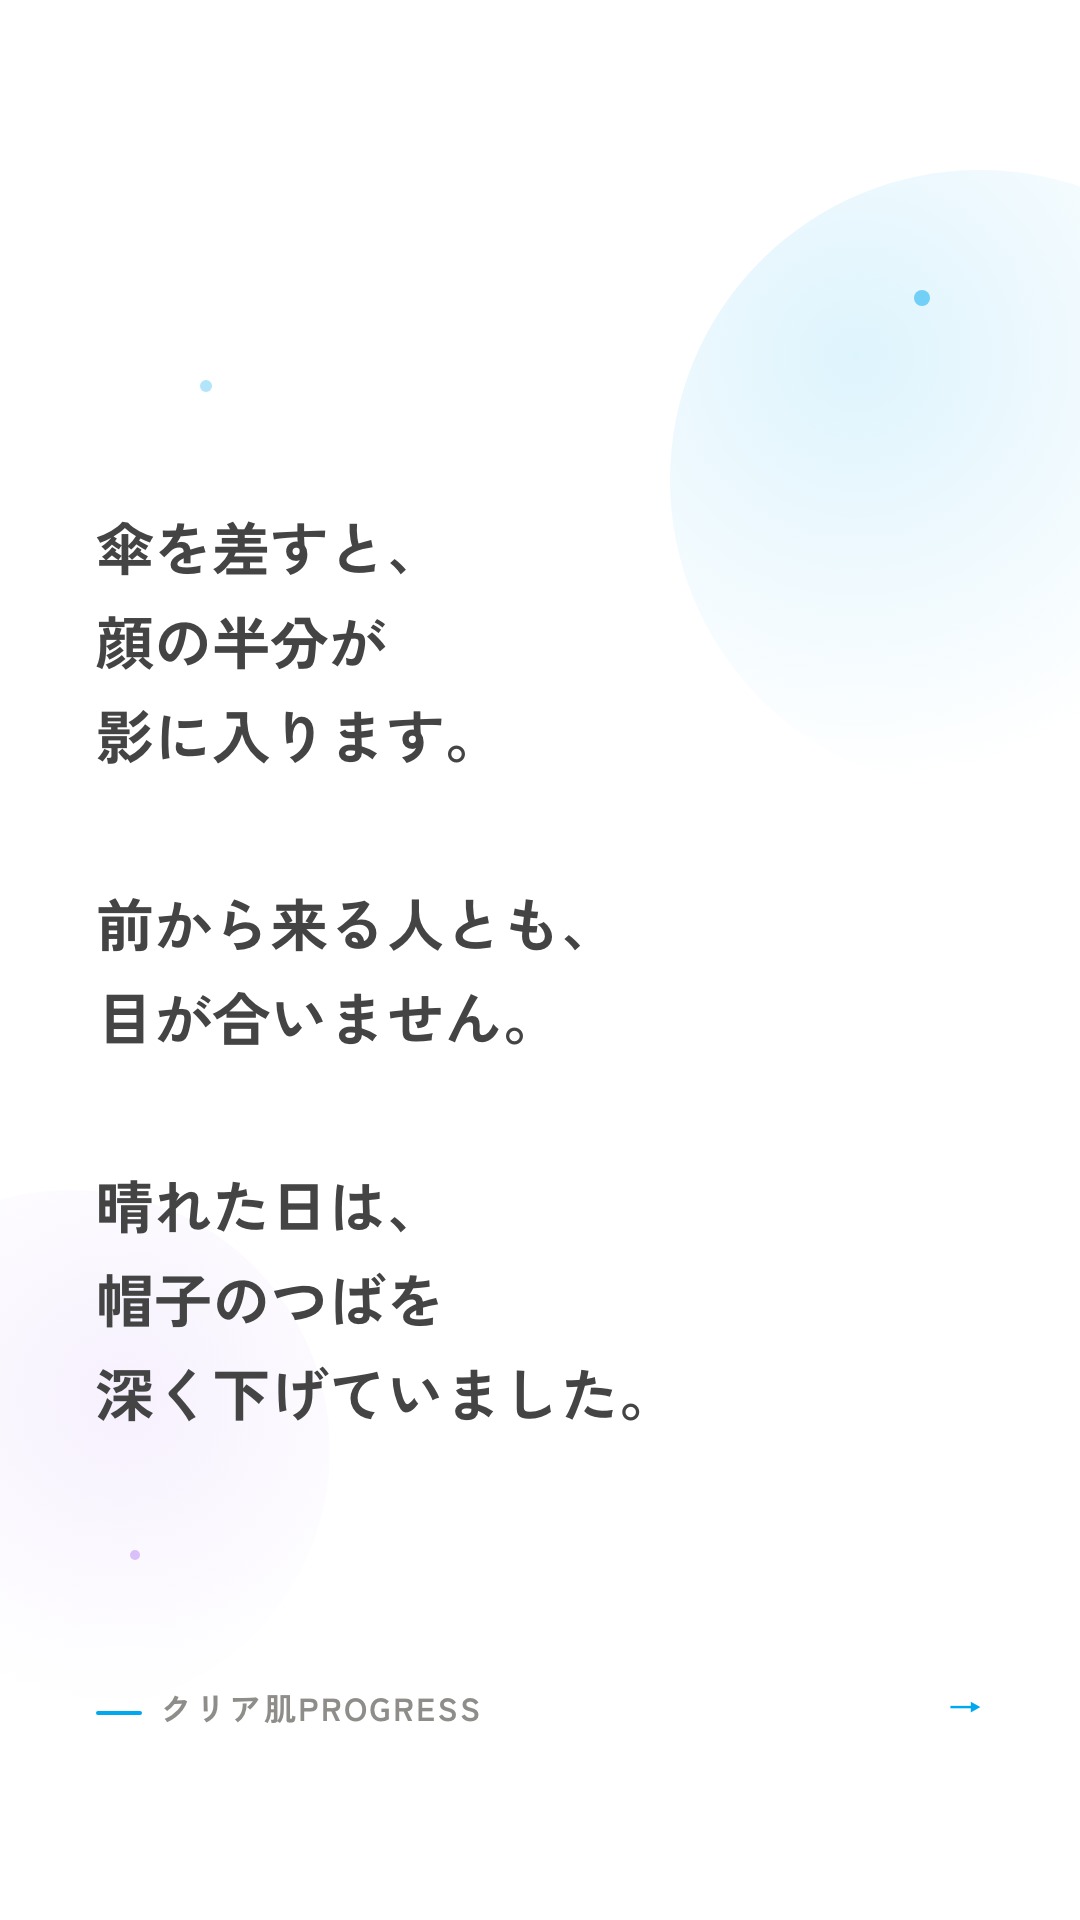 傘を差すと、
顔の半分が
影に入ります。
前から来る人とも、
目が合いません。
晴れた日は、
帽子のつばを
深く下げていました。
クリア肌PROGRESS
→